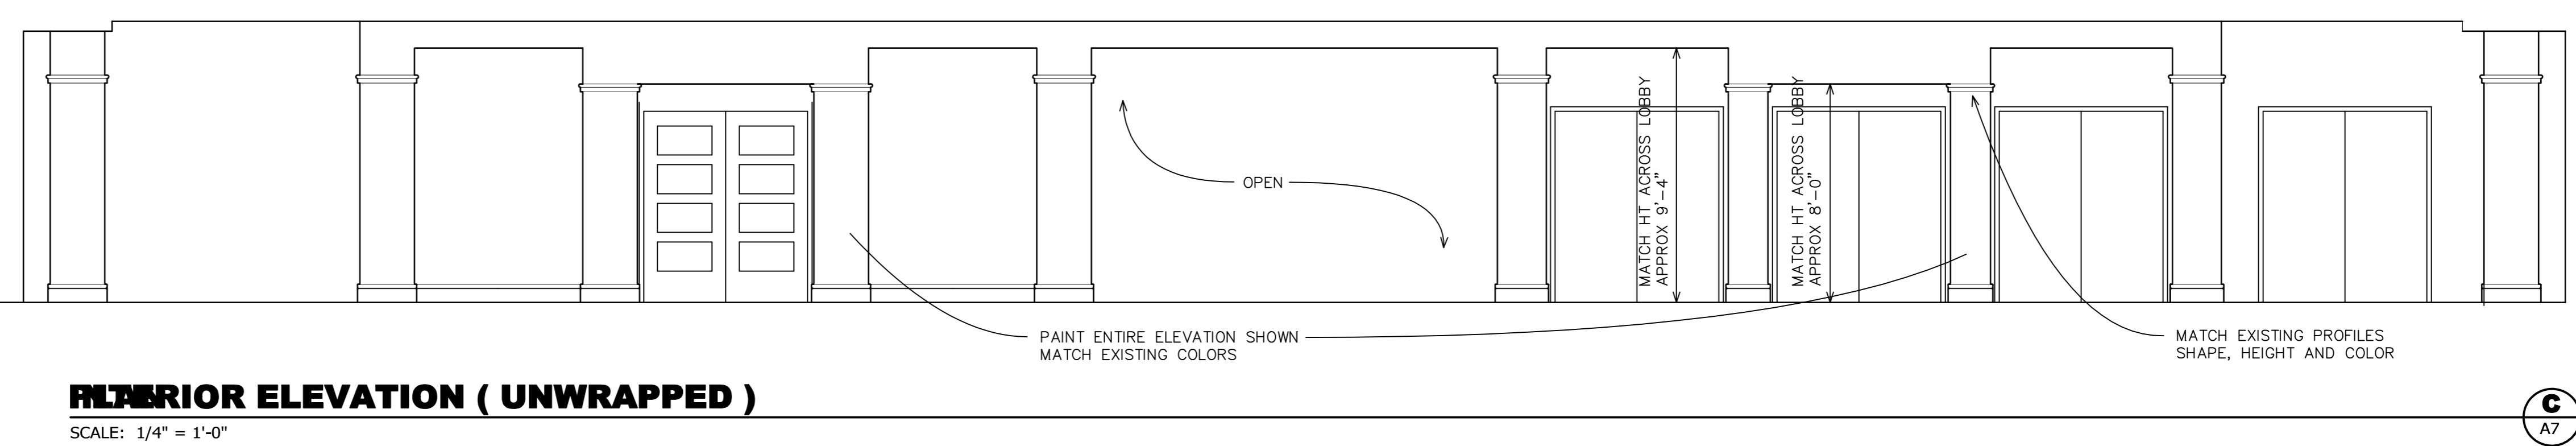 OPEN
MATCH HT ACROSS LOBBY
APPROX 9'-4"
MATCH HT ACROSS LOBBY
APPROX 8'-0"
PAINT ENTIRE ELEVATION SHOWN
MATCH EXISTING COLORS
MATCH EXISTING PROFILES
SHAPE, HEIGHT AND COLOR
ELEVATION ( UNWRAPPED )
SCALE: 1/4" = 1'-0"
C
A7